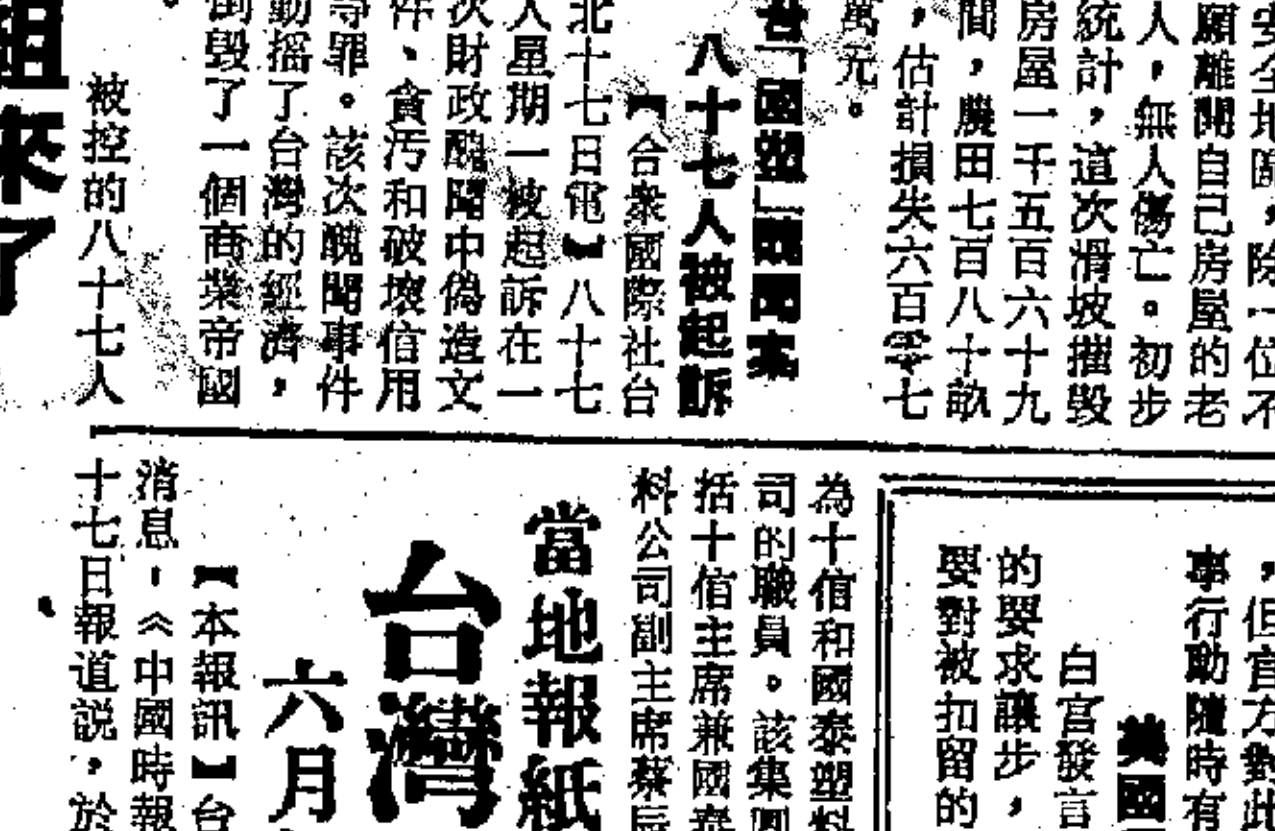 安全地區，除一位不
願離開自己房屋的老
人，無人傷亡。初步
統計，這次滑坡摧毀
房屋一千五百六十九
間，農田七百八十畝
，估計損失六百零七
萬元。
「國塑」醜聞案
八十七人被起訴
【合衆國際社台
北十七日電】八十七
人星期一被起訴在一
次財政醜聞中偽造文
件、貪污和破壞信用
等罪。該次醜聞事件
動搖了台灣的經濟，
倒毀了一個商業帝國
。
被控的八十七人
組來了
，但官方對此
事行動隨時有
美國
白宮發言
的要求讓步，
要對被扣留的
為十信和國泰塑料
司的職員。該集團
括十信主席兼國泰
料公司副主席蔡辰
當地報紙
台灣
六月
【本報訊】台
消息，《中國時報
十七日報道説，於